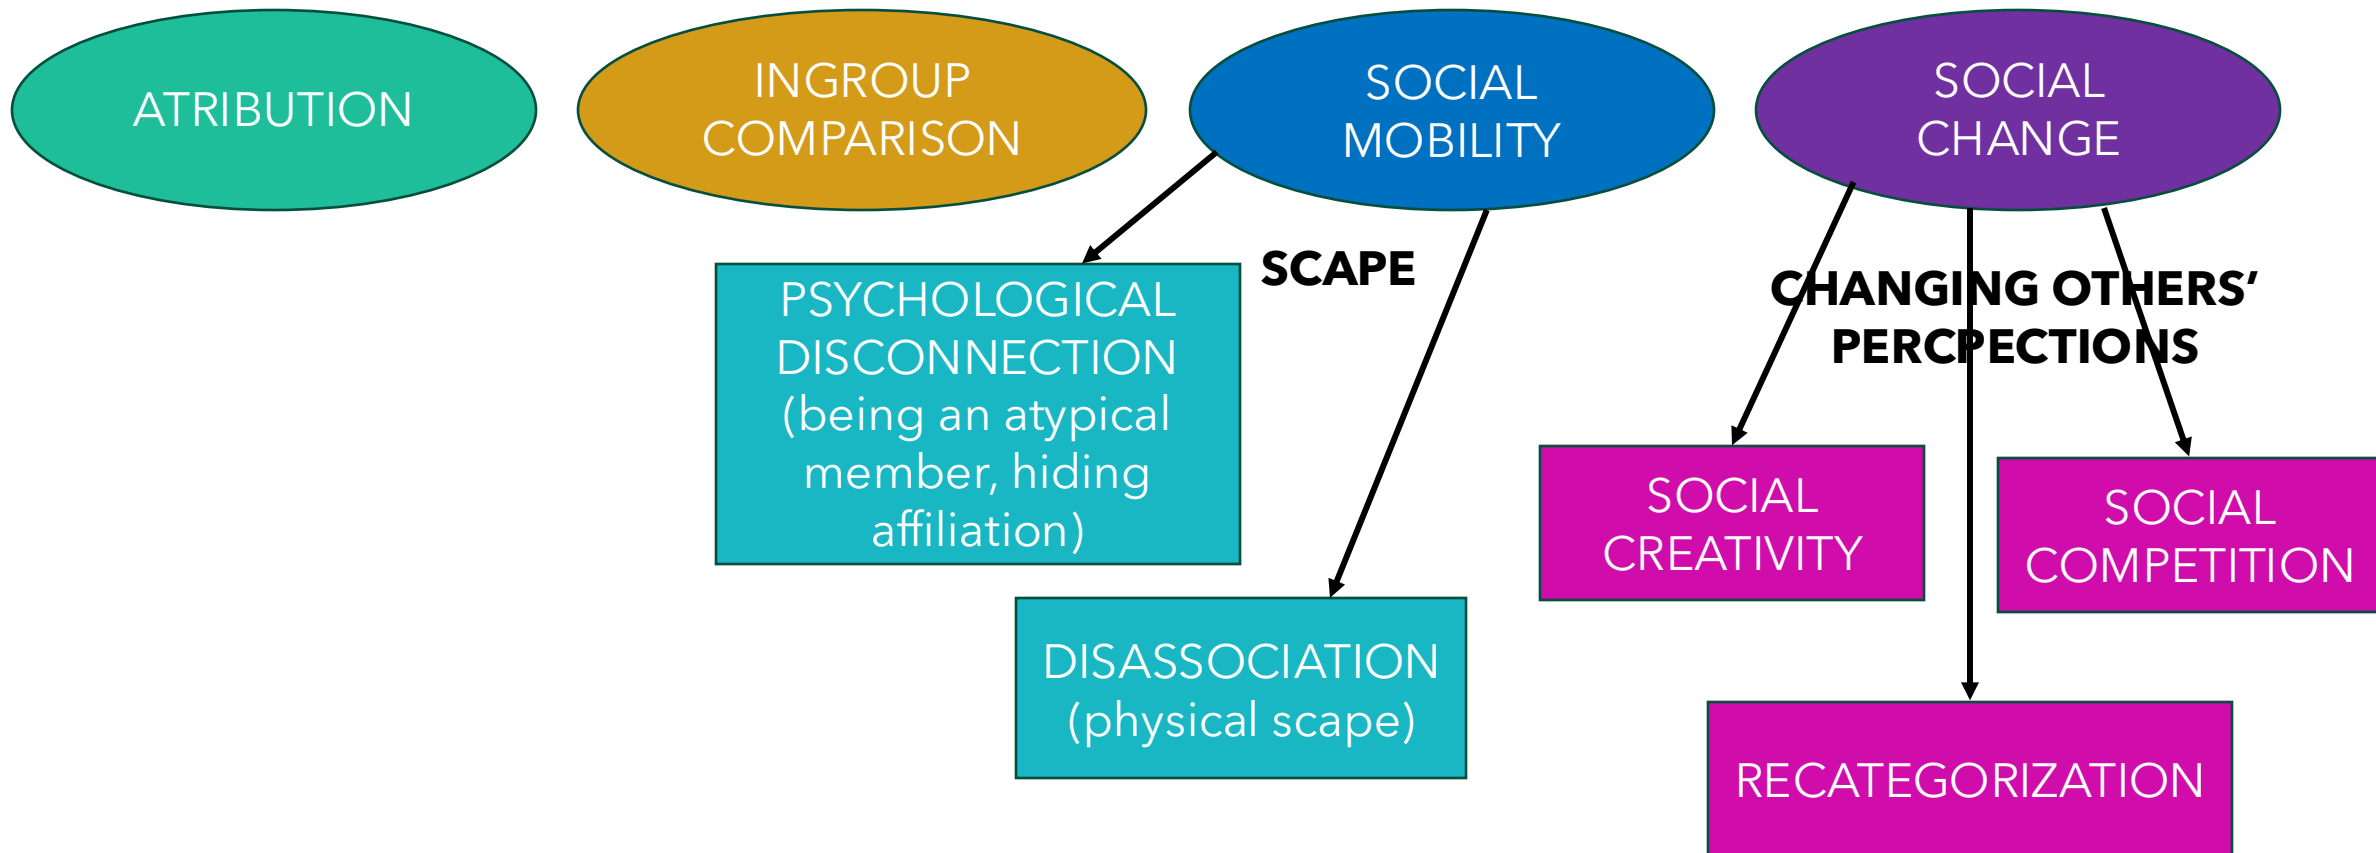 ATRIBUTION
INGROUP
COMPARISON
SOCIAL
MOBILITY
SOCIAL
CHANGE
SCAPE
PSYCHOLOGICAL
DISCONNECTION
(being an atypical
member, hiding
affiliation)
DISASSOCIATION
(physical scape)
CHANGING OTHERS’
PERCPECTIONS
SOCIAL
CREATIVITY
SOCIAL
COMPETITION
RECATEGORIZATION